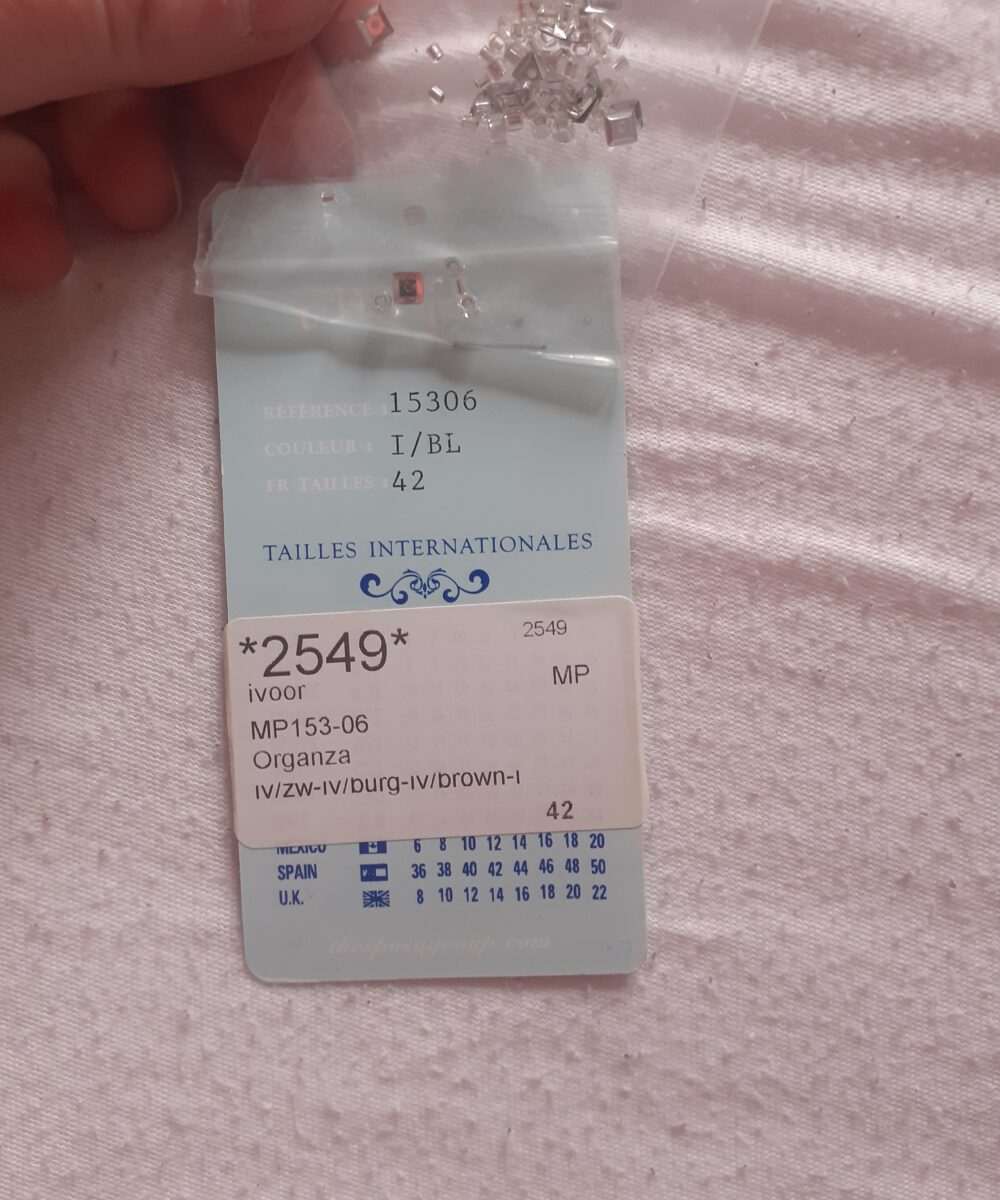 RÉFÉRENCE : 15306
COULEUR : I/BL
FR TAILLES : 42
TAILLES INTERNATIONALES
*2549* 2549
ivoor MP
MP153-06
Organza
iv/zw-iv/burg-iv/brown-i
42
MEXICO 6 8 10 12 14 16 18 20
SPAIN 36 38 40 42 44 46 48 50
U.K. 8 10 12 14 16 18 20 22
thesposagroup.com